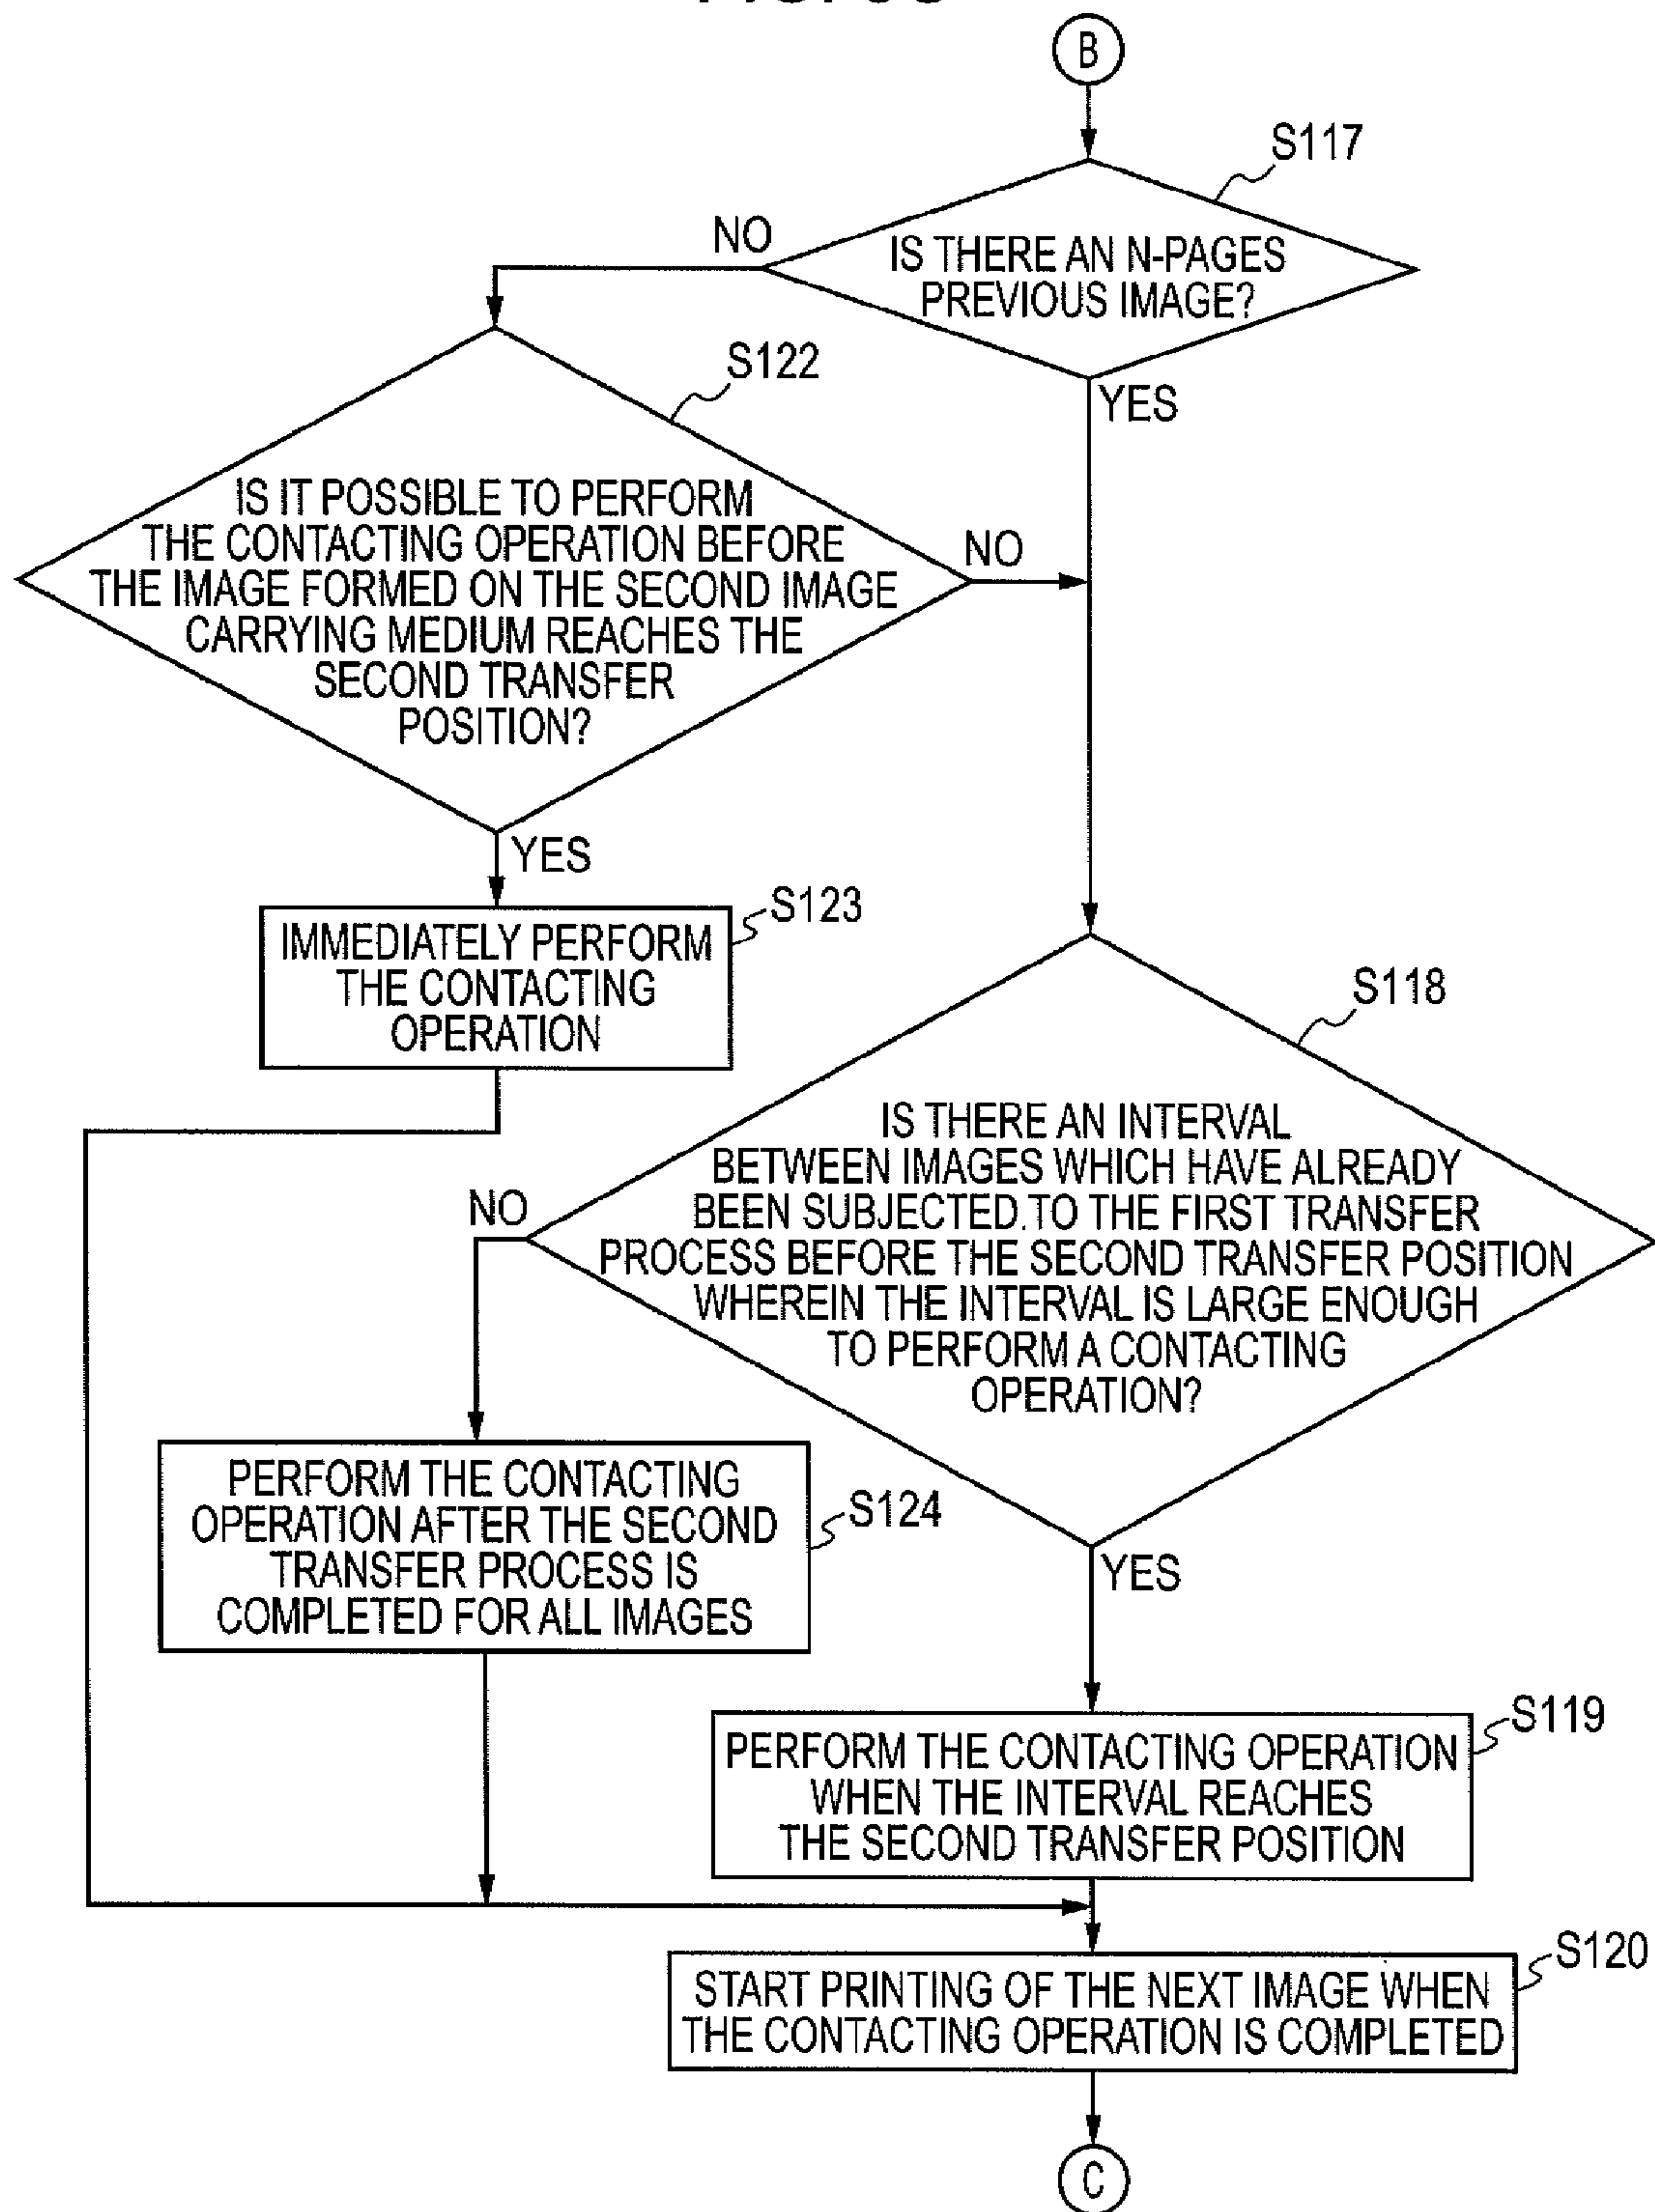 B
S117
NO
IS THERE AN N-PAGES
PREVIOUS IMAGE?
YES
S122
IS IT POSSIBLE TO PERFORM
THE CONTACTING OPERATION BEFORE
THE IMAGE FORMED ON THE SECOND IMAGE
CARRYING MEDIUM REACHES THE
SECOND TRANSFER
POSITION?
NO
YES
S123
IMMEDIATELY PERFORM
THE CONTACTING
OPERATION
S118
IS THERE AN INTERVAL
BETWEEN IMAGES WHICH HAVE ALREADY
BEEN SUBJECTED.TO THE FIRST TRANSFER
PROCESS BEFORE THE SECOND TRANSFER POSITION
WHEREIN THE INTERVAL IS LARGE ENOUGH
TO PERFORM A CONTACTING
OPERATION?
NO
YES
PERFORM THE CONTACTING
OPERATION AFTER THE SECOND
TRANSFER PROCESS IS
COMPLETED FOR ALL IMAGES
S124
S119
PERFORM THE CONTACTING OPERATION
WHEN THE INTERVAL REACHES
THE SECOND TRANSFER POSITION
S120
START PRINTING OF THE NEXT IMAGE WHEN
THE CONTACTING OPERATION IS COMPLETED
C